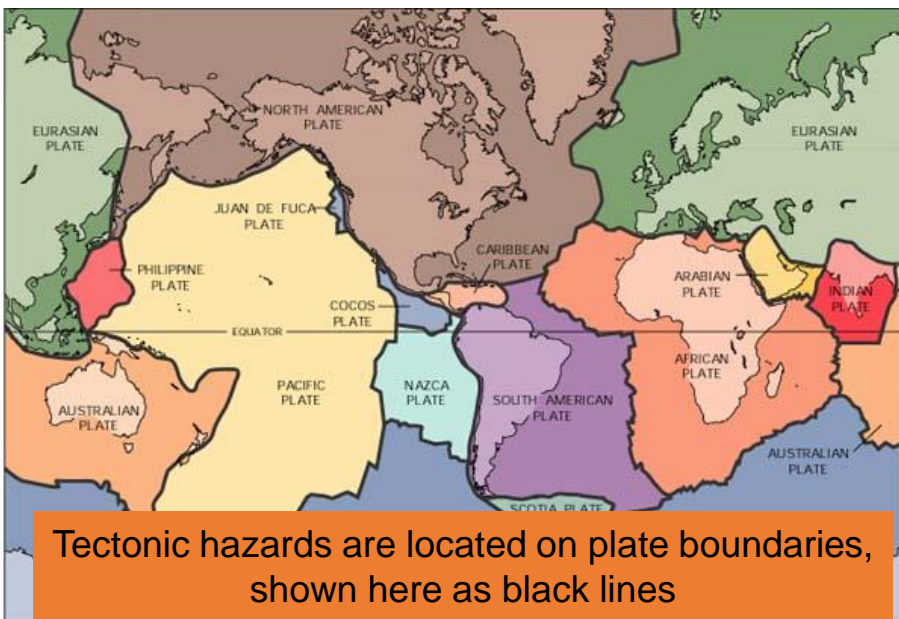 NORTH AMERICAN
PLATE
EURASIAN
PLATE
EURASIAN
PLATE
JUAN DE FUCA
PLATE
CARIBBEAN
PLATE
PHILIPPINE
PLATE
ARABIAN
PLATE
INDIAN
PLATE
COCOS
PLATE
EQUATOR
AFRICAN
PLATE
PACIFIC
PLATE
NAZCA
PLATE
SOUTH AMERICAN
PLATE
AUSTRALIAN
PLATE
AUSTRALIAN
PLATE
SCOTIA PLATE
Tectonic hazards are located on plate boundaries,
shown here as black lines